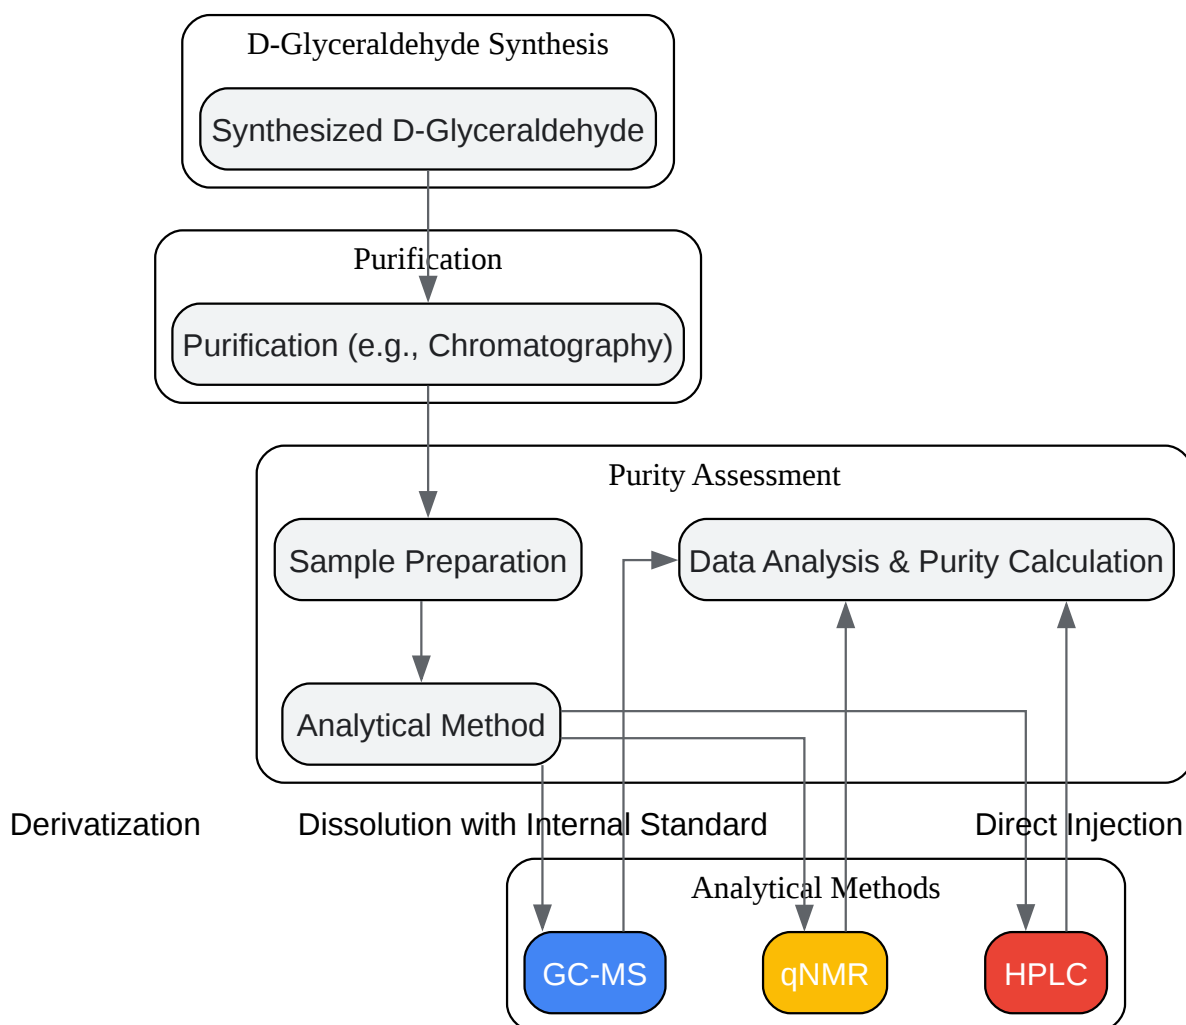 D-Glyceraldehyde Synthesis
Synthesized D-Glyceraldehyde
Purification
Purification (e.g., Chromatography)
Purity Assessment
Sample Preparation
Data Analysis & Purity Calculation
Analytical Method
Derivatization
Dissolution with Internal Standard
Direct Injection
Analytical Methods
GC-MS
qNMR
HPLC